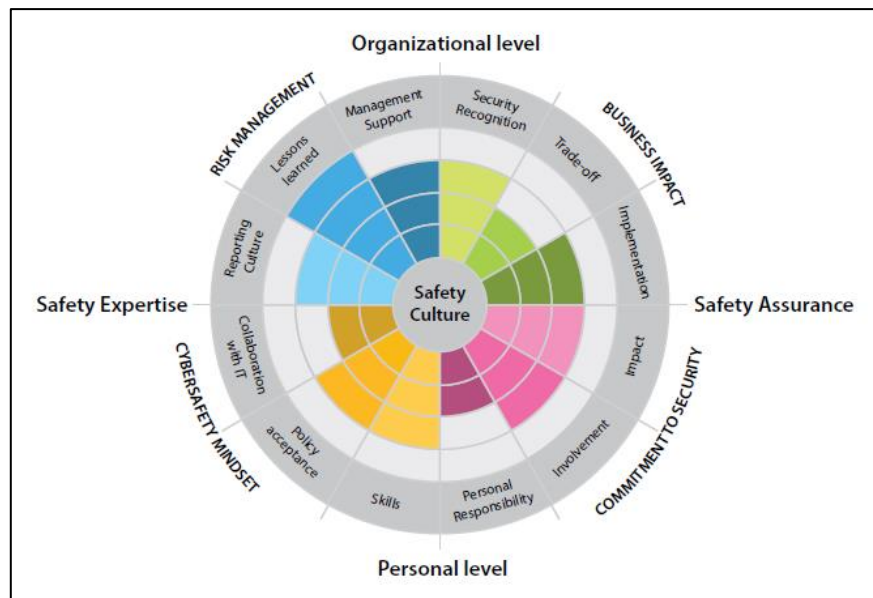 Organizational level
RISK MANAGEMENT
BUSINESS IMPACT
Management
Support
Security
Recognition
Lessons
learned
Trade-off
Reporting
Culture
Implementation
Safety Expertise
Safety
Culture
Safety Assurance
Collaboration
with IT
Impact
CYBERSAFETY MINDSET
COMMITMENT TO SECURITY
Policy
acceptance
Involvement
Skills
Personal
Responsibility
Personal level